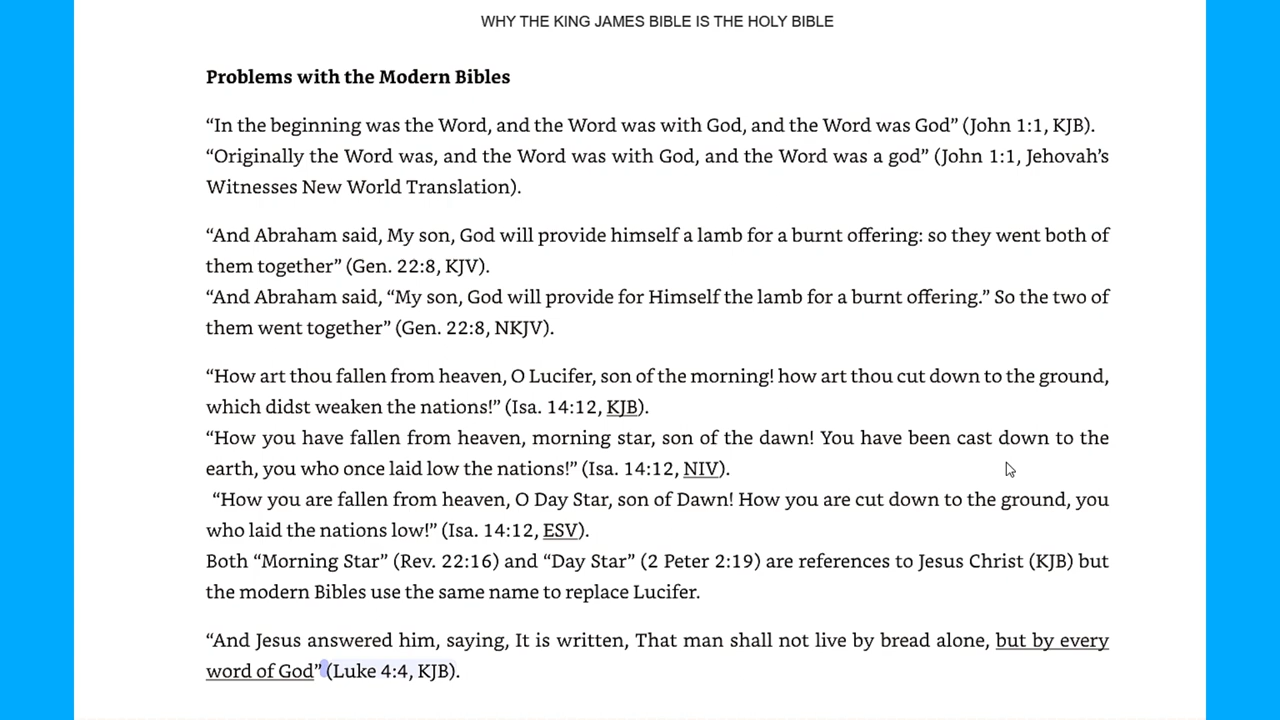 WHY THE KING JAMES BIBLE IS THE HOLY BIBLE
Problems with the Modern Bibles
“In the beginning was the Word, and the Word was with God, and the Word was God” (John 1:1, KJB).
“Originally the Word was, and the Word was with God, and the Word was a god” (John 1:1, Jehovah’s
Witnesses New World Translation).
“And Abraham said, My son, God will provide himself a lamb for a burnt offering: so they went both of
them together” (Gen. 22:8, KJV).
“And Abraham said, “My son, God will provide for Himself the lamb for a burnt offering.” So the two of
them went together” (Gen. 22:8, NKJV).
“How art thou fallen from heaven, O Lucifer, son of the morning! how art thou cut down to the ground,
which didst weaken the nations!” (Isa. 14:12, KJB).
“How you have fallen from heaven, morning star, son of the dawn! You have been cast down to the
earth, you who once laid low the nations!” (Isa. 14:12, NIV).
“How you are fallen from heaven, O Day Star, son of Dawn! How you are cut down to the ground, you
who laid the nations low!” (Isa. 14:12, ESV).
Both “Morning Star” (Rev. 22:16) and “Day Star” (2 Peter 2:19) are references to Jesus Christ (KJB) but
the modern Bibles use the same name to replace Lucifer.
“And Jesus answered him, saying, It is written, That man shall not live by bread alone, but by every
word of God” (Luke 4:4, KJB).